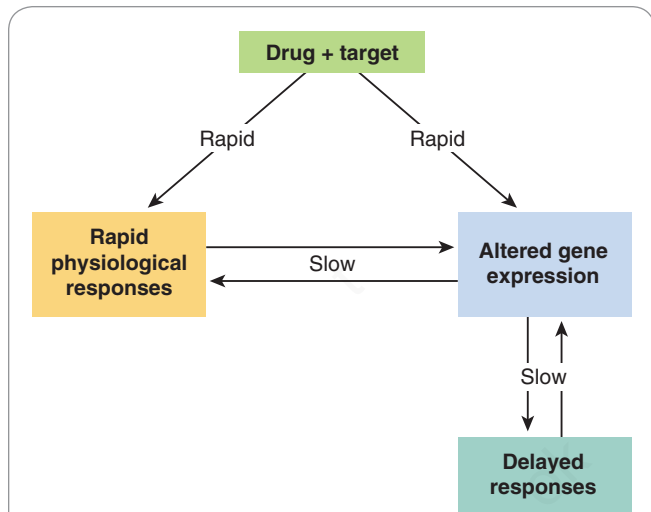 Drug + target
Rapid
Rapid
Rapid
physiological
responses
Slow
Altered gene
expression
Slow
Delayed
responses